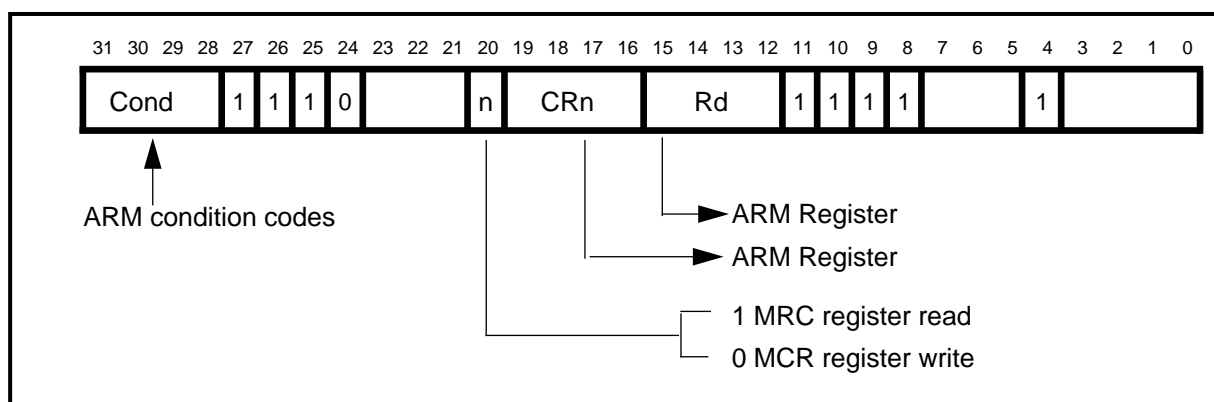 31 30 29 28 27 26 25 24 23 22 21 20 19 18 17 16 15 14 13 12 11 10 9 8 7 6 5 4 3 2 1 0
Cond 1 1 1 0 n CRn Rd 1 1 1 1 1
ARM condition codes
ARM Register
ARM Register
1 MRC register read
0 MCR register write